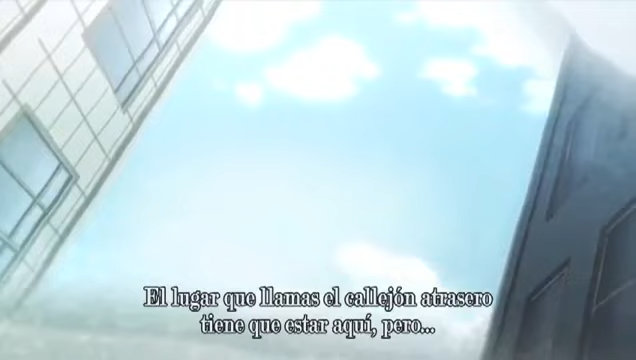 El lugar que llamas el callejón atrasero
tiene que estar aquí, pero...